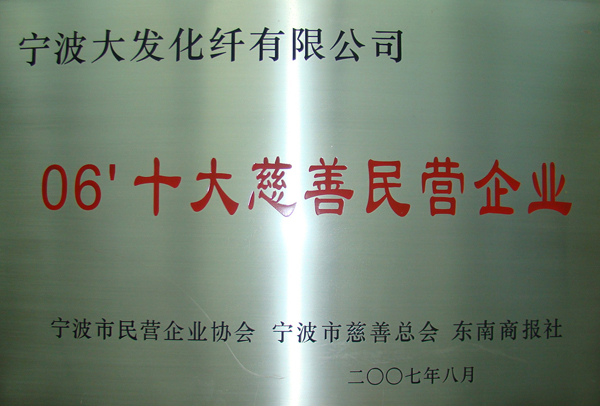 宁波大发化纤有限公司
06'十大慈善民营企业
宁波市民营企业协会 宁波市慈善总会 东南商报社
二〇〇七年八月